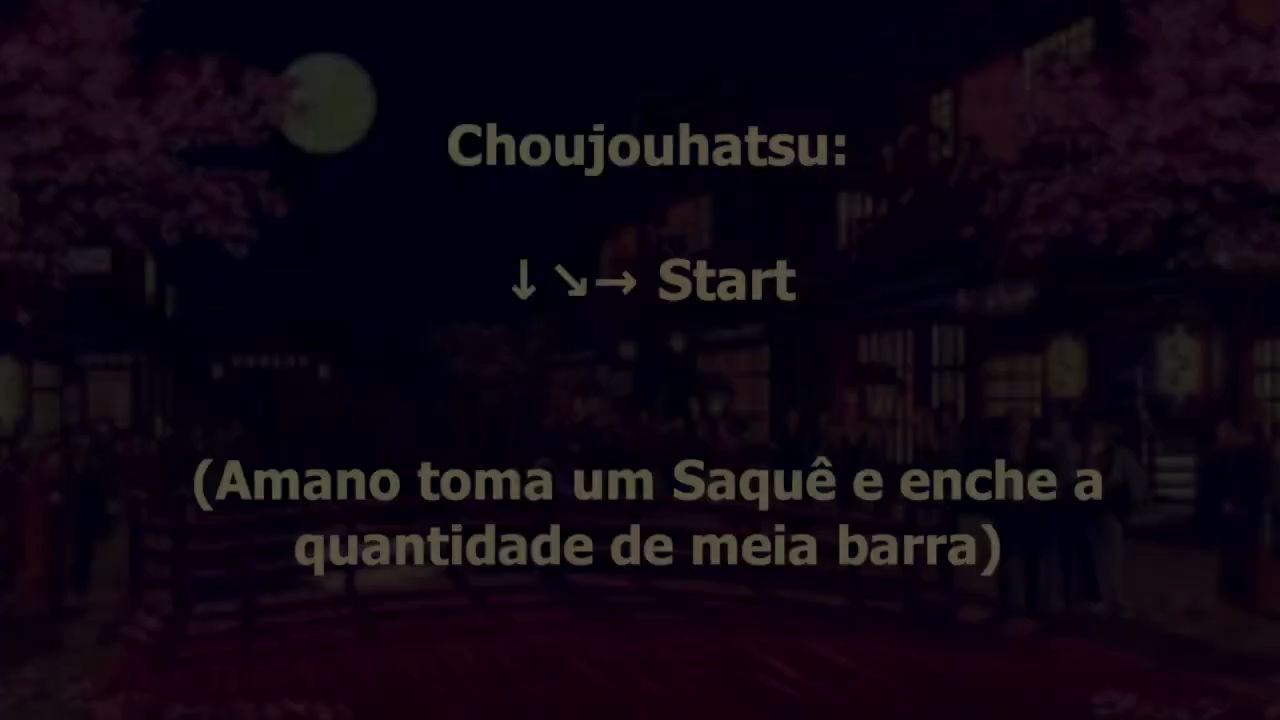 Choujouhatsu:
↓↘→ Start
(Amano toma um Saquê e enche a
quantidade de meia barra)